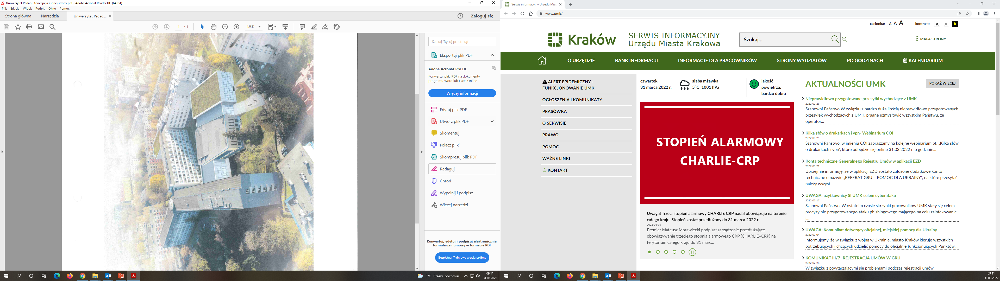 Uniwersytet Pedag.-Koncepcja z innej strony.pdf - Adobe Acrobat Reader DC (64-bit)
Plik Edycja Widok Podpis Okno Pomoc
Strona główna Narzędzia Uniwersytet Pedag.... × Zaloguj się
1 / 1 125%
Szukaj 'Rysuj prostokąt'
Eksportuj plik PDF
Adobe Acrobat Pro DC
Konwertuj pliki PDF na dokumenty
programu Word lub Excel Online
Więcej informacji
Edytuj plik PDF
Utwórz plik PDF
Skomentuj
Połącz pliki
Skompresuj plik PDF
Redaguj
Chroń
Wypełnij i podpisz
Więcej narzędzi
Konwertuj, edytuj i podpisuj elektronicznie
formularze i umowy w formacie PDF
Bezpłatna, 7-dniowa wersja próbna
3°C Przew. pochmur.
09:11
31.03.2022
Serwis informacyjny Urzędu Mias
www.umk/
czcionka: A A A kontrast: A A A
Kraków
SERWIS INFORMACYJNY
Urzędu Miasta Krakowa
Szukaj...
MAPA STRONY
O URZĘDZIE BANK INFORMACJI INFORMACJE DLA PRACOWNIKÓW STRONY WYDZIAŁÓW PO GODZINACH KALENDARIUM
ALERT EPIDEMICZNY -
FUNKCJONOWANIE UMK
OGŁOSZENIA I KOMUNIKATY
PRASÓWKA
O SERWISIE
PRAWO
POMOC
WAŻNE LINKI
KONTAKT
czwartek,
31 marca 2022 r.
słaba mżawka
5°C 1001 hPa
jakość
powietrza:
bardzo dobra
STOPIEŃ ALARMOWY
CHARLIE-CRP
Uwaga! Trzeci stopień alarmowy CHARLIE CRP nadal obowiązuje na terenie
całego kraju. Stopień został przedłużony do 31 marca 2022 r.
2022-03-16
Premier Mateusz Morawiecki podpisał zarządzenie przedłużające
obowiązywanie trzeciego stopnia alarmowego CRP (CHARLIE–CRP) na
terytorium całego kraju do 31 marc...
AKTUALNOŚCI UMK
POKAŻ WIĘCEJ
Nieprawidłowo przygotowane przesyłki wychodzące z UMK
2022-03-28
Szanowni Państwo W związku z bardzo dużą ilością nieprawidłowo przygotowanych
przesyłek wychodzących z UMK, pragnę uzmysłowić wszystkim Państwu, że
operator...
Kilka słów o drukarkach i vpn- Webinarium COI
2022-03-25
Szanowni Państwo, w imieniu COI zapraszamy na kolejne webinarium pt. „Kilka słów
o drukarkach i vpn”, które odbędzie się online 31.03.2022 r. o godzinie...
Konta techniczne Generalnego Rejestru Umów w aplikacji EZD
2022-03-21
Uprzejmie informuję, że w aplikacji EZD zostało założone dodatkowe konto
techniczne o nazwie „REFERAT GRU – POMOC DLA UKRAINY”, na które przesyłać
należy wszyst...
UWAGA: użytkownicy SI UMK celem cyberataku
2022-03-17
Szanowni Państwo, W ostatnim czasie skrzynki pracowników UMK stały się celem
precyzyjnie przygotowanego ataku phishingowego mającego na celu zainfekowanie
i...
UWAGA: Komunikat dotyczący oficjalnej, miejskiej pomocy dla Ukrainy
2022-03-04
Informujemy, że w związku z wojną w Ukrainie, miasto Kraków kieruje wszystkich
potrzebujących i chcących udzielić pomocy do oficjalnie funkcjonujących Punktów,...
KOMUNIKAT III/7- REJESTRACJA UMÓW W GRU
2022-02-28
W związku z powtarzającymi się problemami podczas rejestracji umów
09:11
31.03.2022